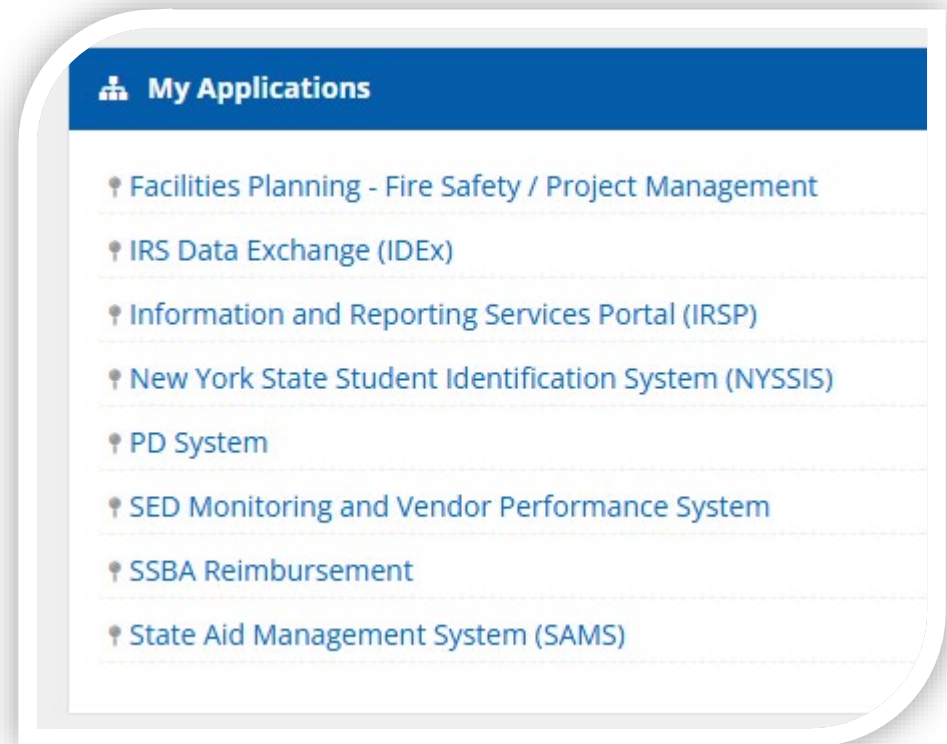 My Applications
Facilities Planning - Fire Safety / Project Management
IRS Data Exchange (IDEx)
Information and Reporting Services Portal (IRSP)
New York State Student Identification System (NYSSIS)
PD System
SED Monitoring and Vendor Performance System
SSBA Reimbursement
State Aid Management System (SAMS)